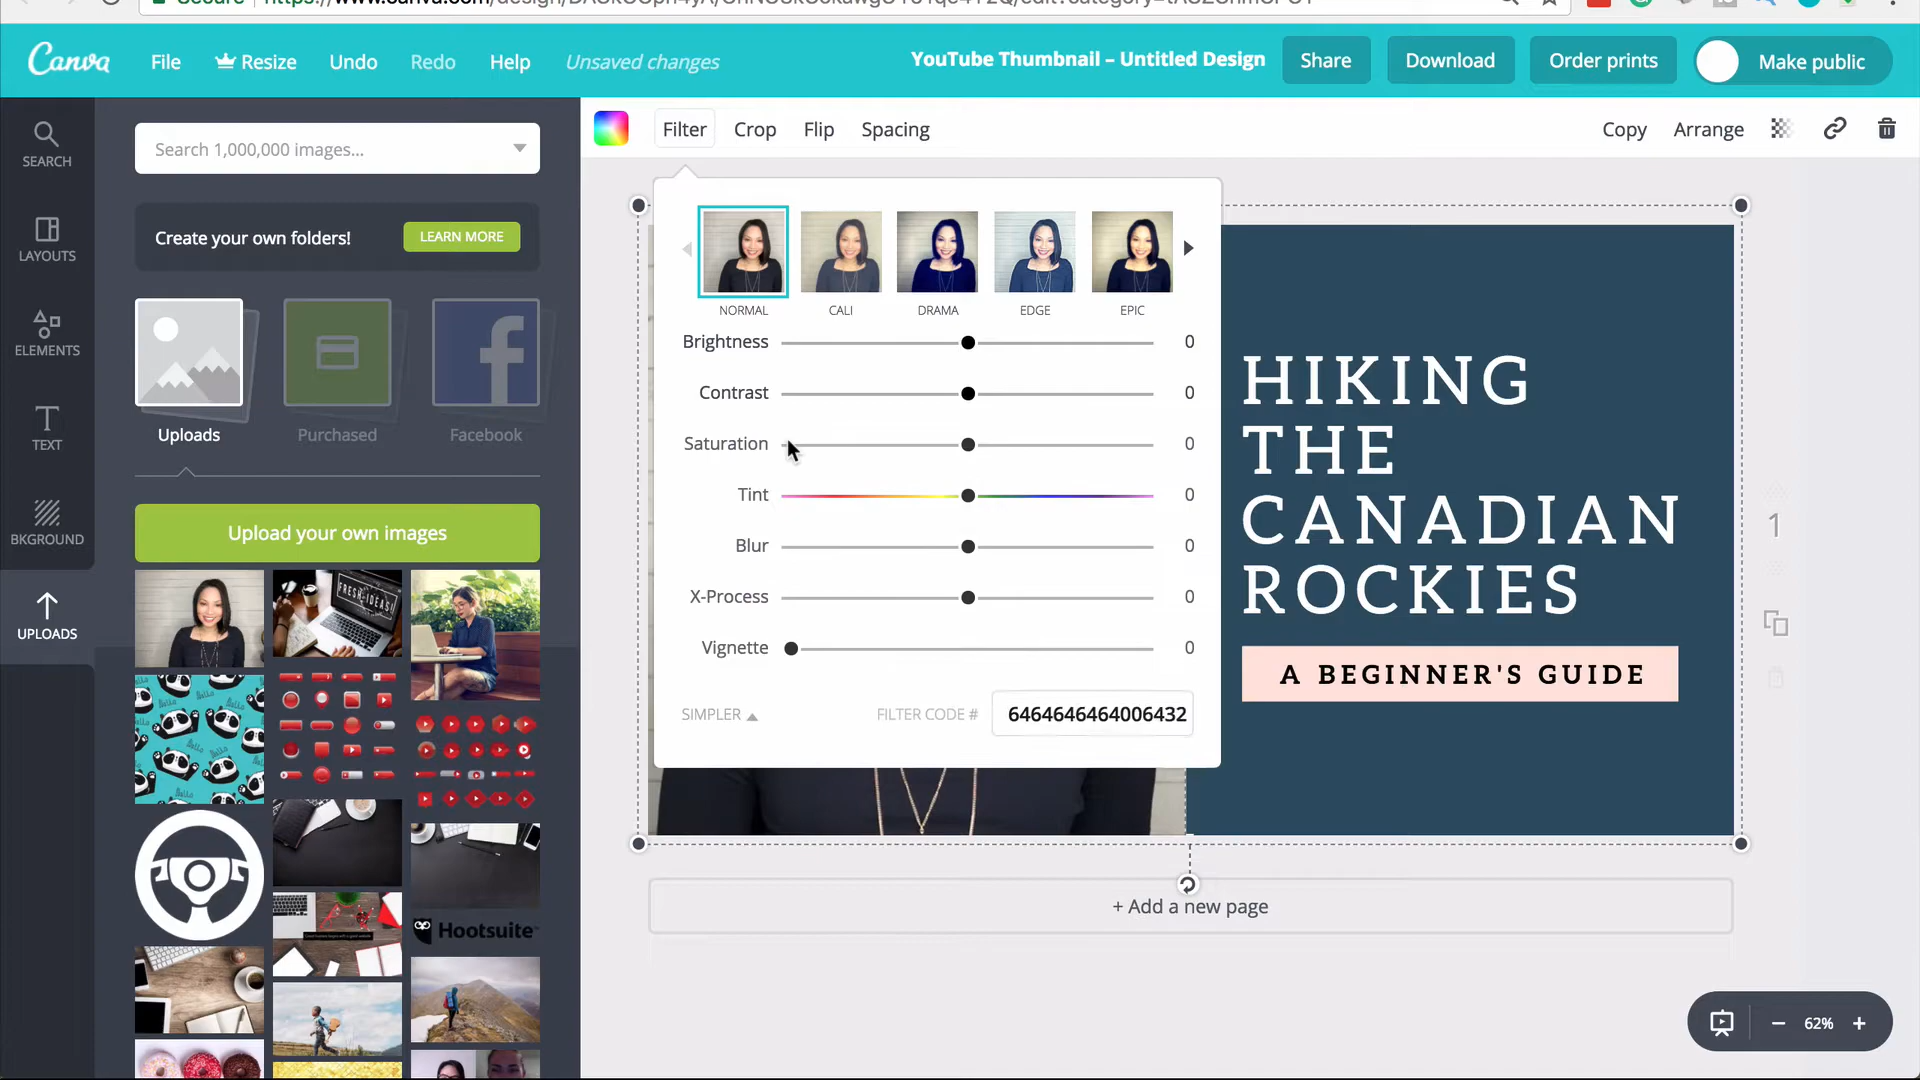 Canva
File
Resize
Undo
Redo
Help
Unsaved changes
YouTube Thumbnail – Untitled Design
Share
Download
Order prints
Make public
SEARCH
LAYOUTS
ELEMENTS
TEXT
BKGROUND
UPLOADS
Search 1,000,000 images...
Create your own folders!
LEARN MORE
Uploads
Purchased
Facebook
Upload your own images
FRESH IDEAS!
Hootsuite
Filter
Crop
Flip
Spacing
Copy
Arrange
NORMAL
CALI
DRAMA
EDGE
EPIC
Brightness 0
Contrast 0
Saturation 0
Tint 0
Blur 0
X-Process 0
Vignette 0
SIMPLER
FILTER CODE #
6464646464006432
HIKING
THE
CANADIAN
ROCKIES
A BEGINNER'S GUIDE
1
+ Add a new page
62%